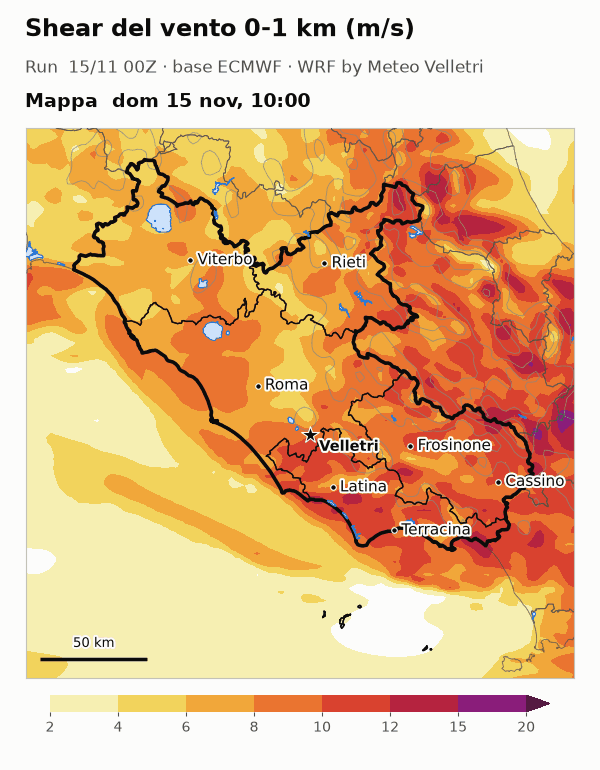 Shear del vento 0-1 km (m/s)
Run  15/11 00Z · base ECMWF · WRF by Meteo Velletri
Mappa  dom 15 nov, 10:00
Viterbo
Rieti
Roma
Velletri
Frosinone
Latina
Cassino
Terracina
50 km
2 4 6 8 10 12 15 20